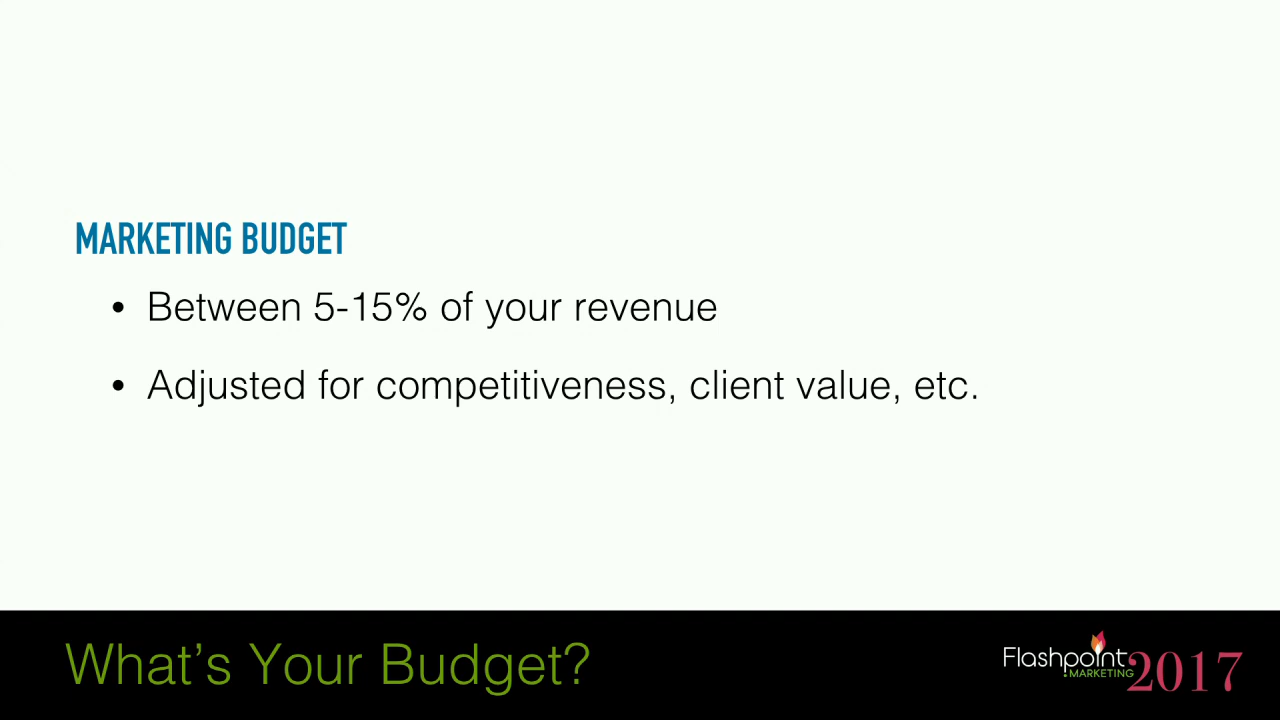 MARKETING BUDGET
• Between 5-15% of your revenue
• Adjusted for competitiveness, client value, etc.
What’s Your Budget?
Flashpoint
MARKETING
2017